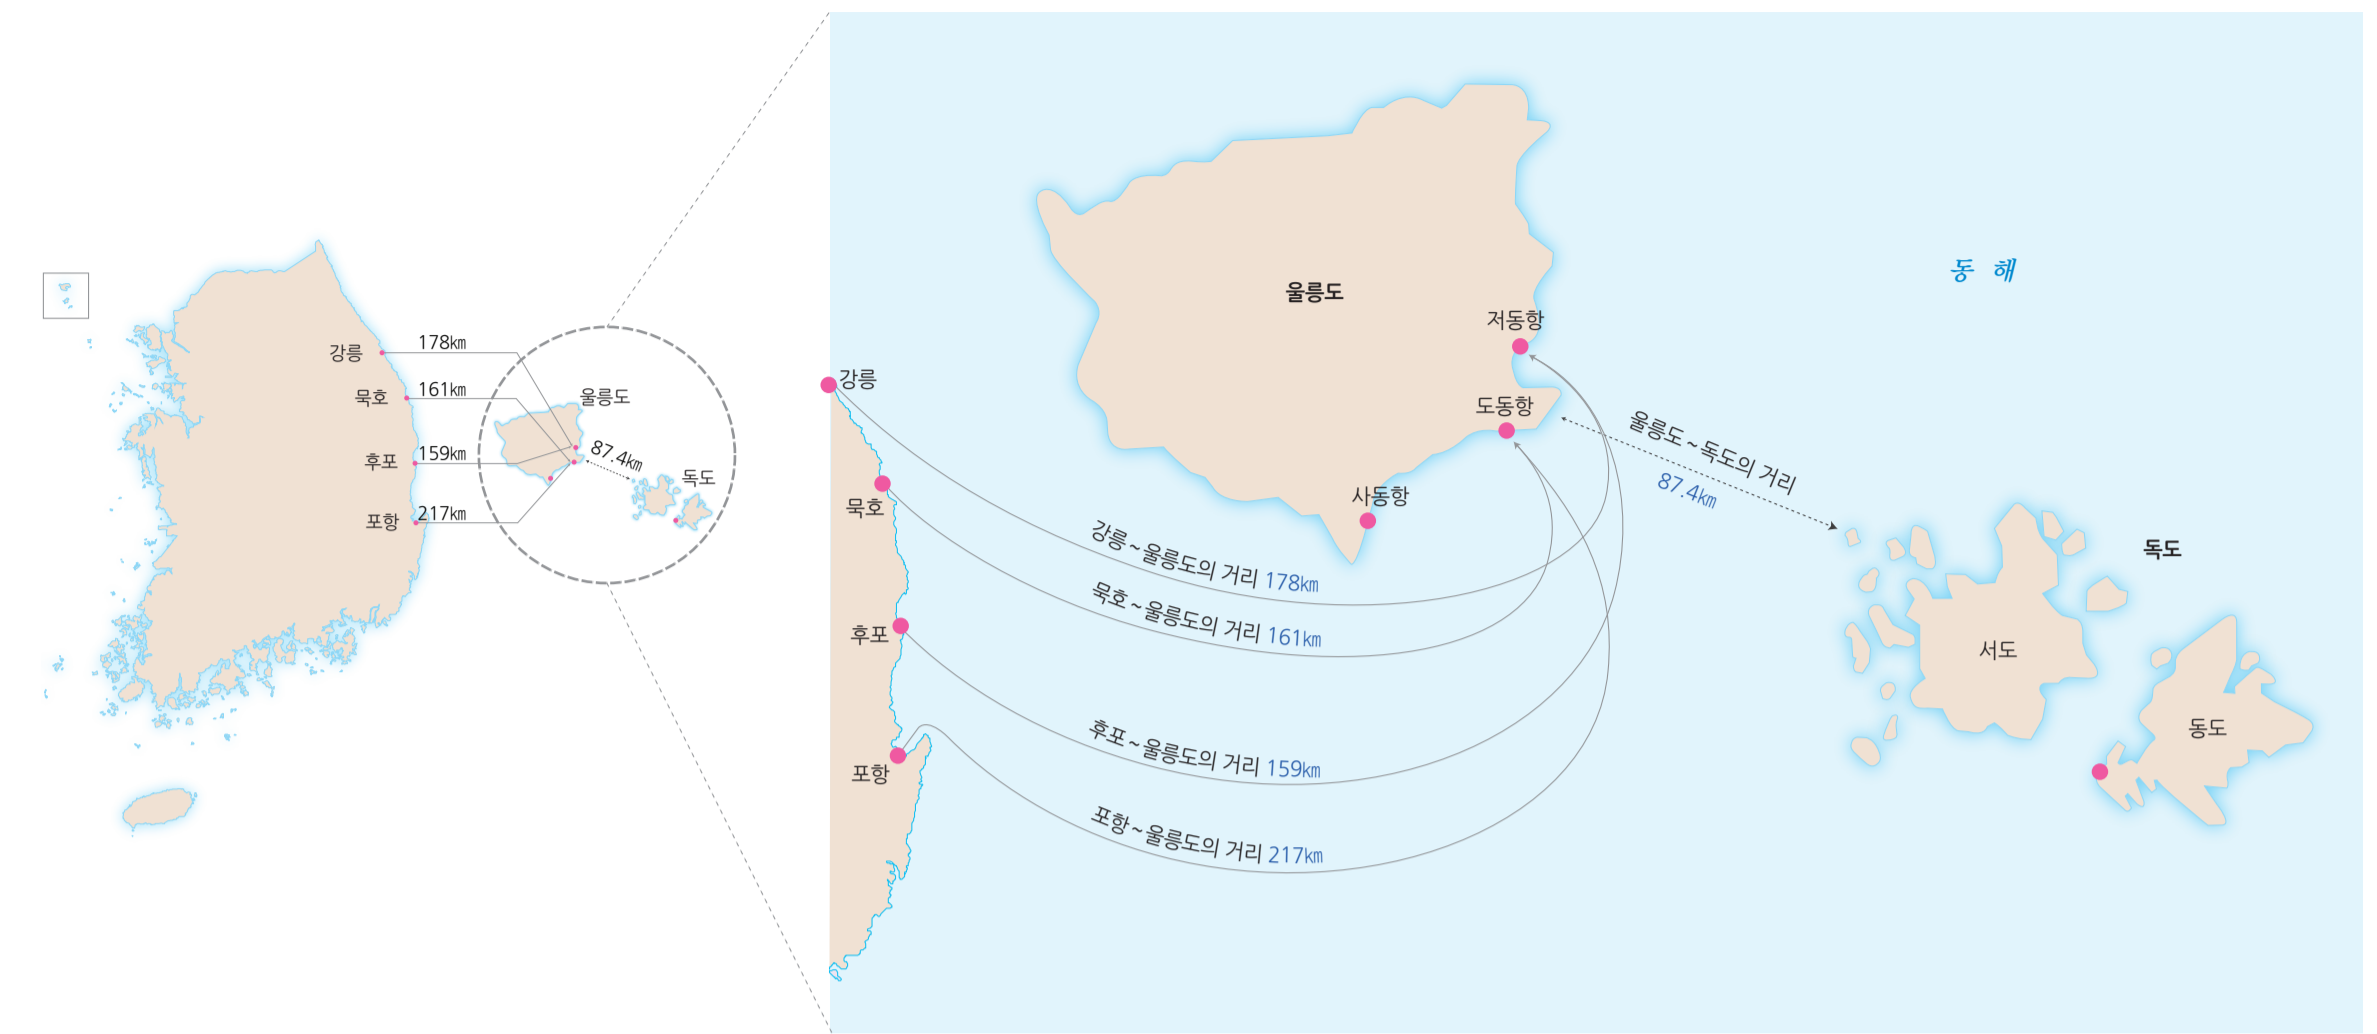 강릉
178km
묵호
161km
후포
159km
포항
217km
울릉도
87.4km
독도
울릉도
동 해
저동항
도동항
사동항
강릉
묵호
후포
포항
울릉도~독도의 거리
87.4km
강릉~울릉도의 거리 178km
묵호~울릉도의 거리 161km
후포~울릉도의 거리 159km
포항~울릉도의 거리 217km
독도
서도
동도